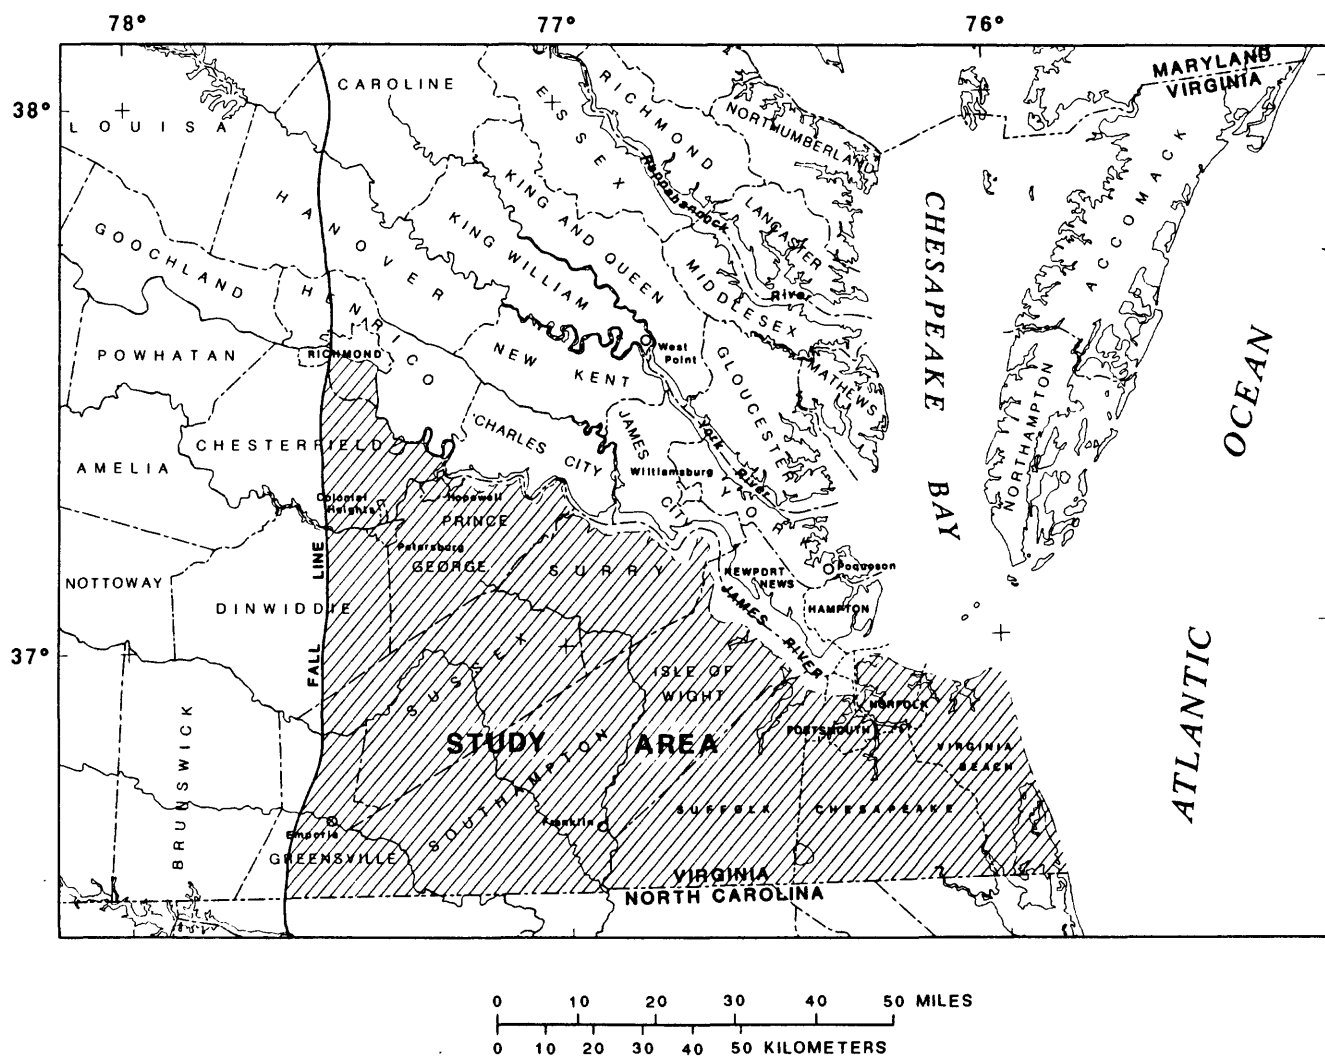 78°
77°
76°
38°
37°
MARYLAND
VIRGINIA
CAROLINE
LOUISA
ESSEX
RICHMOND
NORTHUMBERLAND
ACCOMACK
HANOVER
KING AND QUEEN
Rappahannock
LANCASTER
CHESAPEAKE
GOOCHLAND
KING WILLIAM
MIDDLESEX
River
HENRICO
POWHATAN
RICHMOND
NEW KENT
West
Point
GLOUCESTER
MATHEWS
NORTHAMPTON
OCEAN
CHESTERFIELD
CHARLES CITY
JAMES
CITY
York
River
AMELIA
Williamsburg
YORK
BAY
Colonial
Heights
Hopewell
PRINCE
GEORGE
Petersburg
FALL LINE
SURRY
NEWPORT
NEWS
Poquoson
HAMPTON
NOTTOWAY
DINWIDDIE
JAMES RIVER
ATLANTIC
SUSSEX
ISLE OF
WIGHT
NORFOLK
PORTSMOUTH
STUDY AREA
VIRGINIA
BEACH
BRUNSWICK
SOUTHAMPTON
SUFFOLK
CHESAPEAKE
Franklin
Emporia
GREENSVILLE
VIRGINIA
NORTH CAROLINA
0 10 20 30 40 50 MILES
0 10 20 30 40 50 KILOMETERS